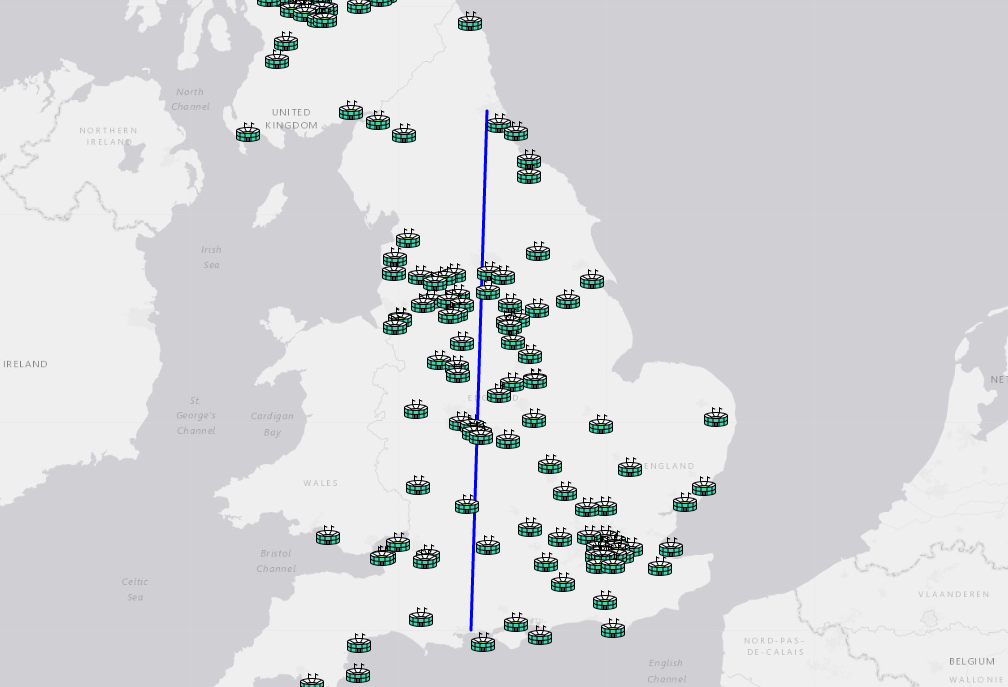 North
Channel
UNITED
KINGDOM
NORTHERN
IRELAND
Irish
Sea
IRELAND
St
George's
Channel
Cardigan
Bay
ENGLAND
WALES
Bristol
Channel
Celtic
Sea
VLAANDEREN
NORD-PAS-
DE-CALAIS
English
Channel
BELGIUM
WALLONIE
NET